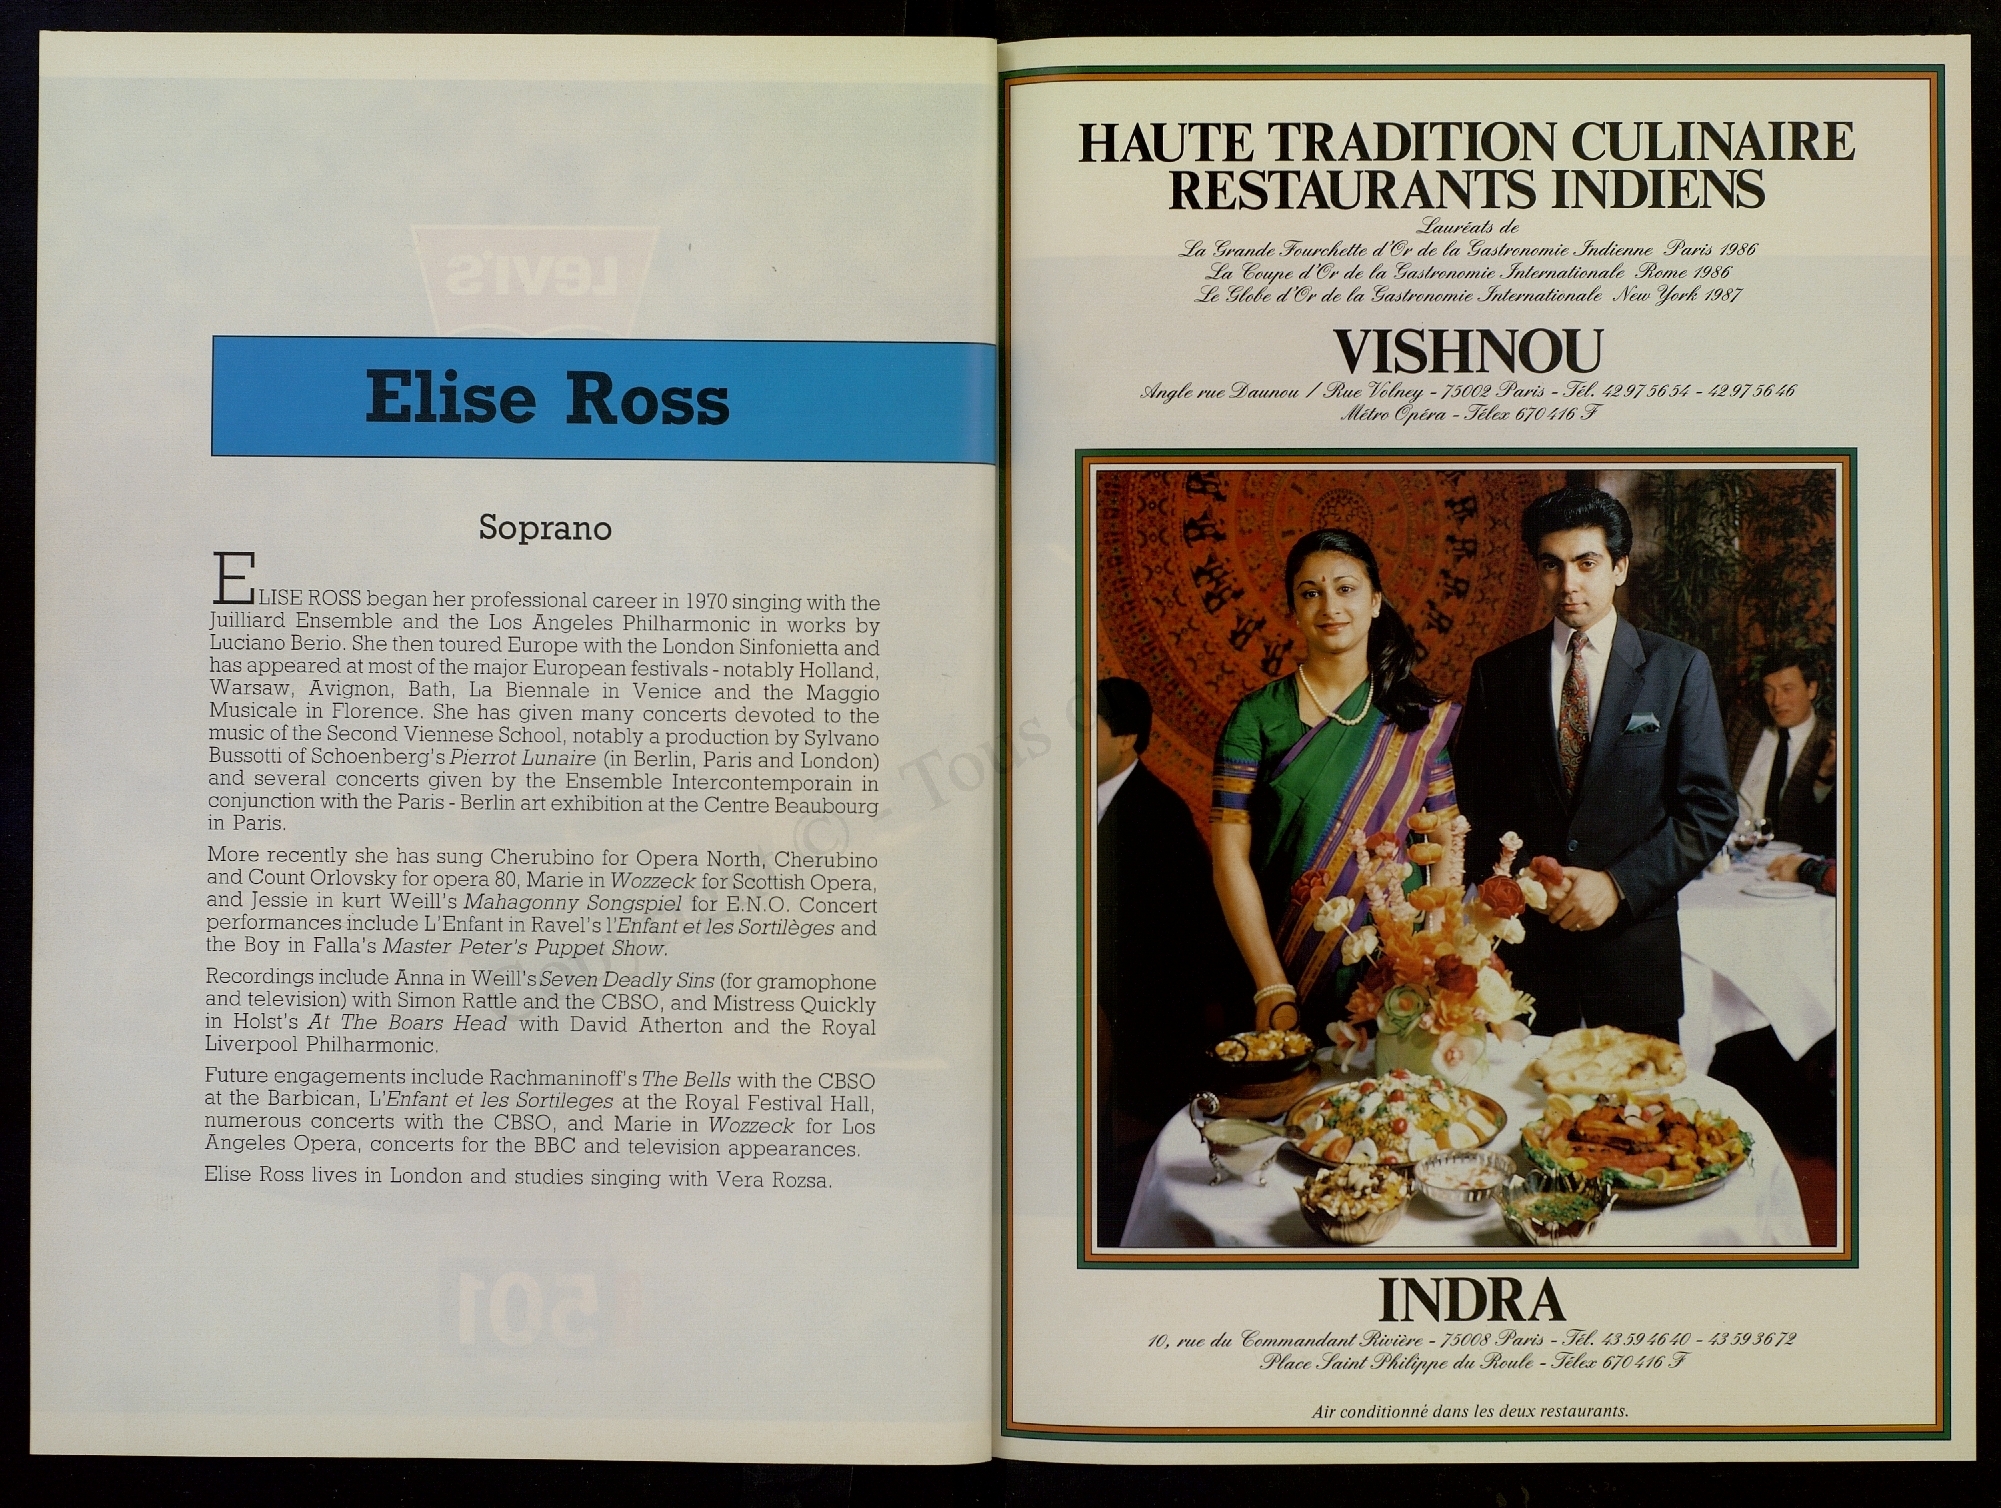 Elise Ross
Soprano
ELISE ROSS began her professional career in 1970 singing with the
Juilliard Ensemble and the Los Angeles Philharmonic in works by
Luciano Berio. She then toured Europe with the London Sinfonietta and
has appeared at most of the major European festivals - notably Holland,
Warsaw, Avignon, Bath, La Biennale in Venice and the Maggio
Musicale in Florence. She has given many concerts devoted to the
music of the Second Viennese School, notably a production by Sylvano
Bussotti of Schoenberg's Pierrot Lunaire (in Berlin, Paris and London)
and several concerts given by the Ensemble Intercontemporain in
conjunction with the Paris - Berlin art exhibition at the Centre Beaubourg
in Paris.
More recently she has sung Cherubino for Opera North, Cherubino
and Count Orlovsky for opera 80, Marie in Wozzeck for Scottish Opera,
and Jessie in kurt Weill's Mahagonny Songspiel for E.N.O. Concert
performances include L'Enfant in Ravel's l'Enfant et les Sortilèges and
the Boy in Falla's Master Peter's Puppet Show.
Recordings include Anna in Weill's Seven Deadly Sins (for gramophone
and television) with Simon Rattle and the CBSO, and Mistress Quickly
in Holst's At The Boars Head with David Atherton and the Royal
Liverpool Philharmonic.
Future engagements include Rachmaninoff's The Bells with the CBSO
at the Barbican, L'Enfant et les Sortileges at the Royal Festival Hall,
numerous concerts with the CBSO, and Marie in Wozzeck for Los
Angeles Opera, concerts for the BBC and television appearances.
Elise Ross lives in London and studies singing with Vera Rozsa.
LEVI'S
501
Copyright © - Tous d
HAUTE TRADITION CULINAIRE
RESTAURANTS INDIENS
Lauréats de
La Grande Fourchette d'Or de la Gastronomie Indienne Paris 1986
La Coupe d'Or de la Gastronomie Internationale Rome 1986
Le Globe d'Or de la Gastronomie Internationale New York 1987
VISHNOU
Angle rue Daunou / Rue Volney - 75002 Paris - Tél. 42 97 56 54 - 42 97 56 46
Métro Opéra - Télex 670 416 F
INDRA
10, rue du Commandant Rivière - 75008 Paris - Tél. 43 59 46 40 - 43 59 36 72
Place Saint Philippe du Roule - Télex 670 416 F
Air conditionné dans les deux restaurants.